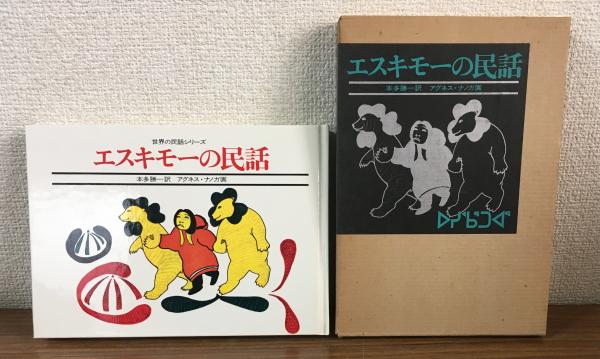 世界の民話シリーズ
エスキモーの民話
本多勝一訳 アグネス・ナノガ画
エスキモーの民話
本多勝一訳 アグネス・ナノガ画